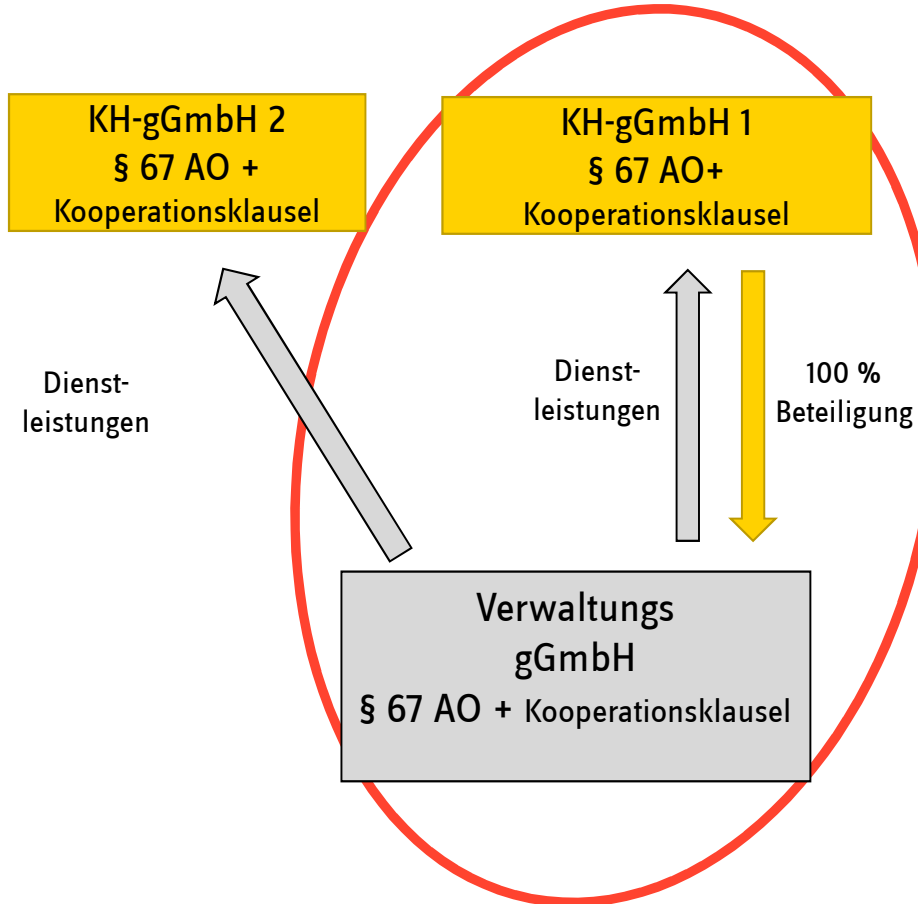 KH-gGmbH 2
§ 67 AO +
Kooperationsklausel
KH-gGmbH 1
§ 67 AO+
Kooperationsklausel
Dienst-
leistungen
Dienst-
leistungen
100 %
Beteiligung
Verwaltungs
gGmbH
§ 67 AO + Kooperationsklausel